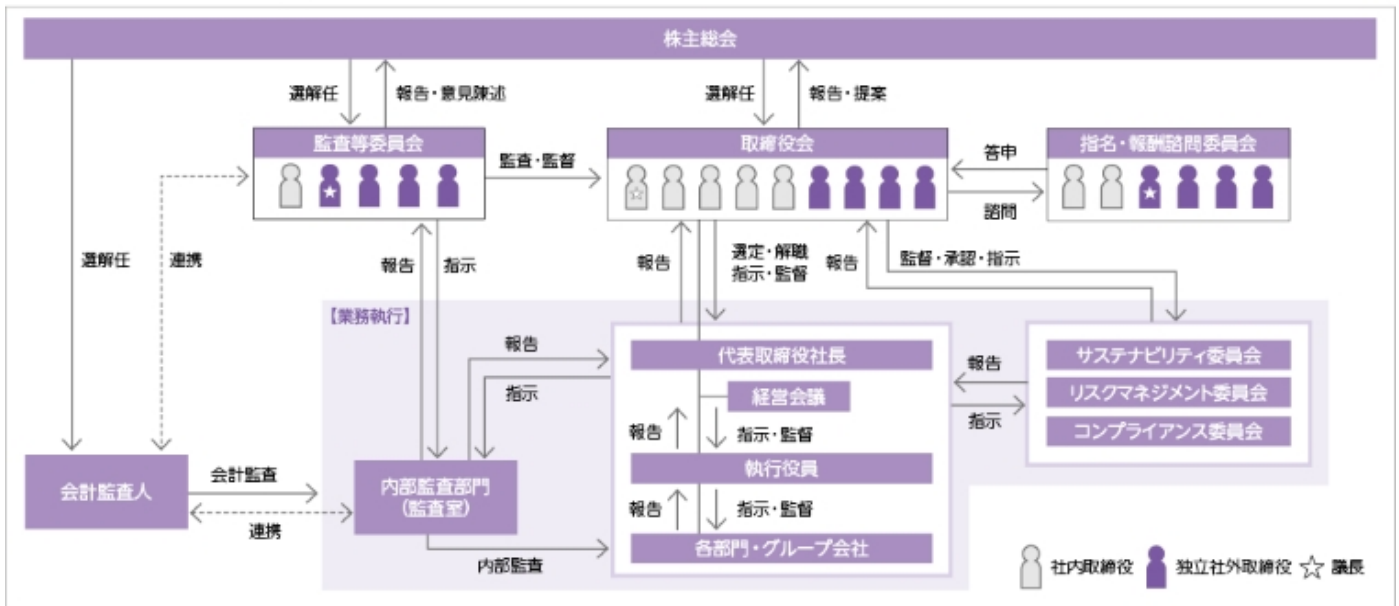 株主総会
選解任
報告・意見陳述
選解任
報告・提案
監査等委員会
取締役会
指名・報酬諮問委員会
監査・監督
答申
諮問
選解任
連携
報告
指示
報告
選定・解職
指示・監督
報告
監督・承認・指示
【業務執行】
報告
指示
代表取締役社長
経営会議
報告
指示・監督
執行役員
報告
指示・監督
各部門・グループ会社
報告
指示
サステナビリティ委員会
リスクマネジメント委員会
コンプライアンス委員会
会計監査人
会計監査
連携
内部監査部門
(監査室)
内部監査
社内取締役
独立社外取締役
議長